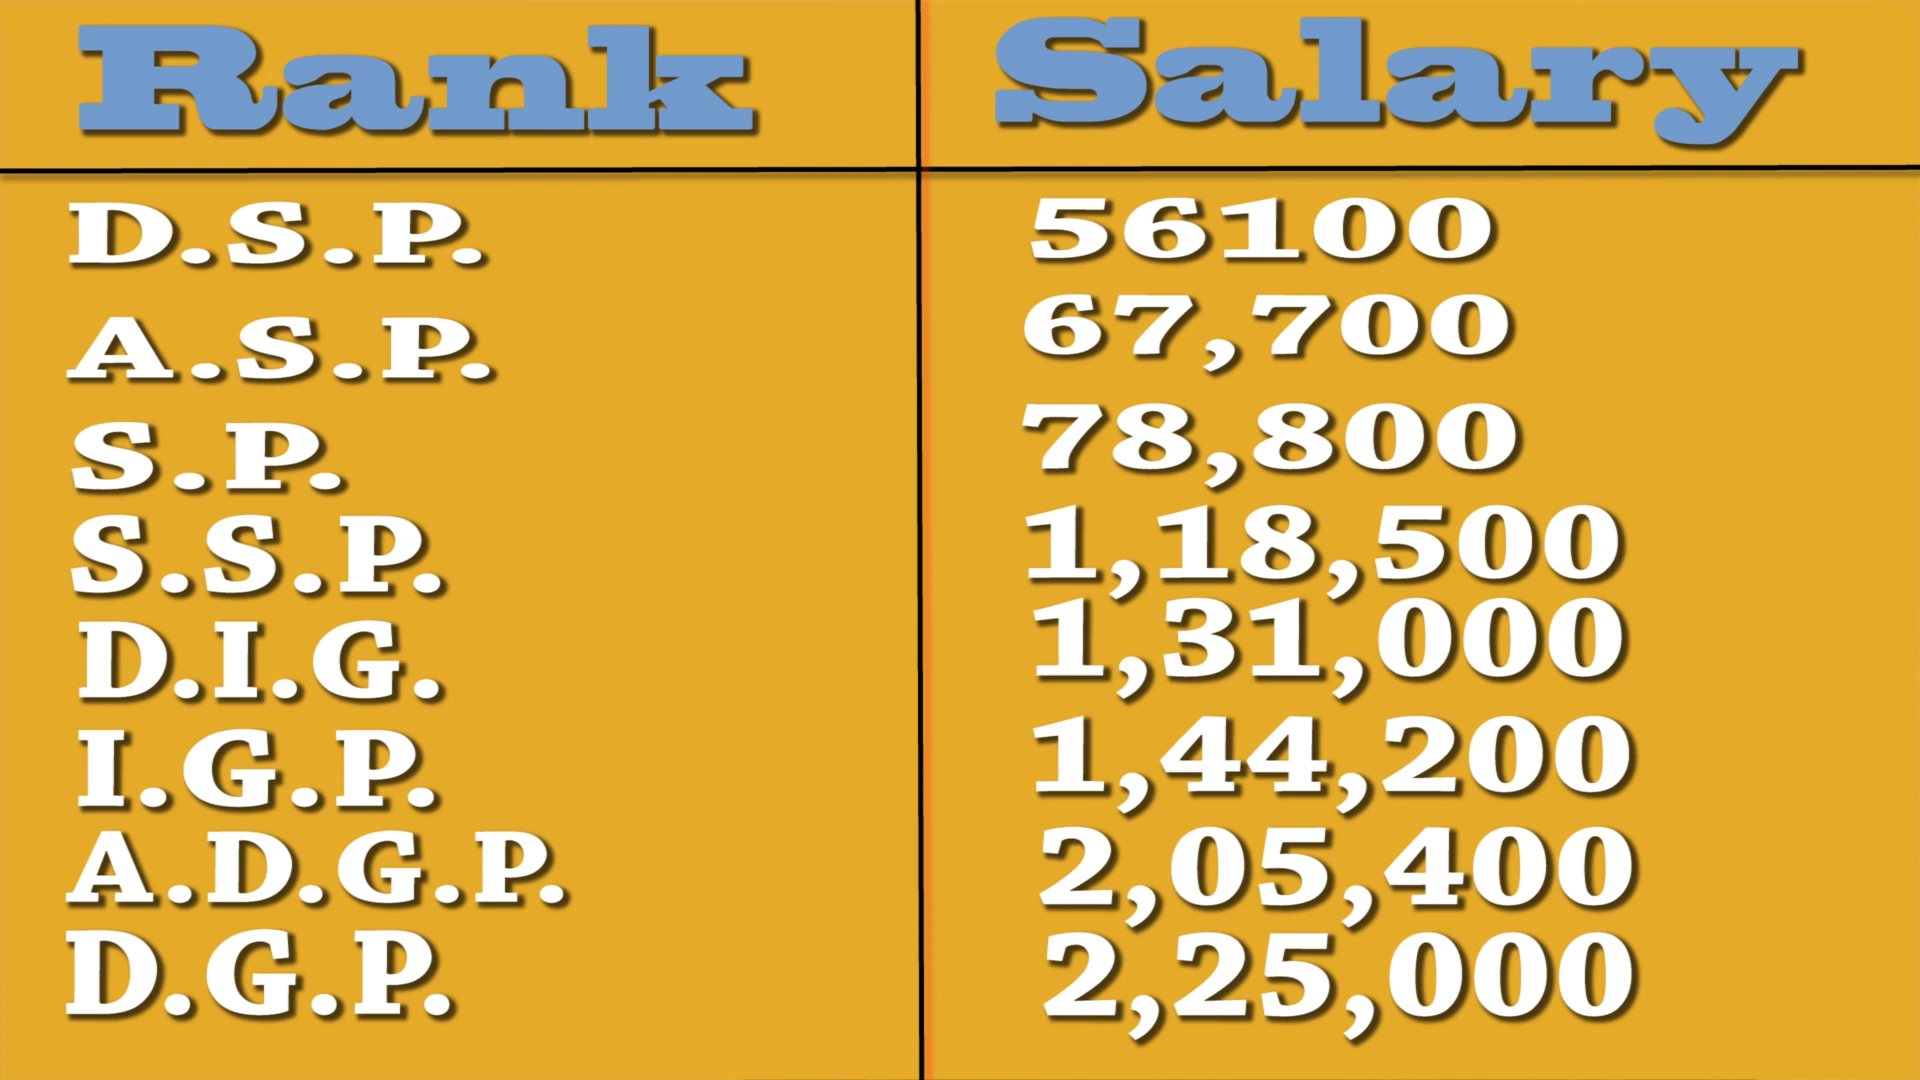 Rank Salary
D.S.P. 56100
A.S.P. 67,700
S.P. 78,800
S.S.P. 1,18,500
D.I.G. 1,31,000
I.G.P. 1,44,200
A.D.G.P. 2,05,400
D.G.P. 2,25,000